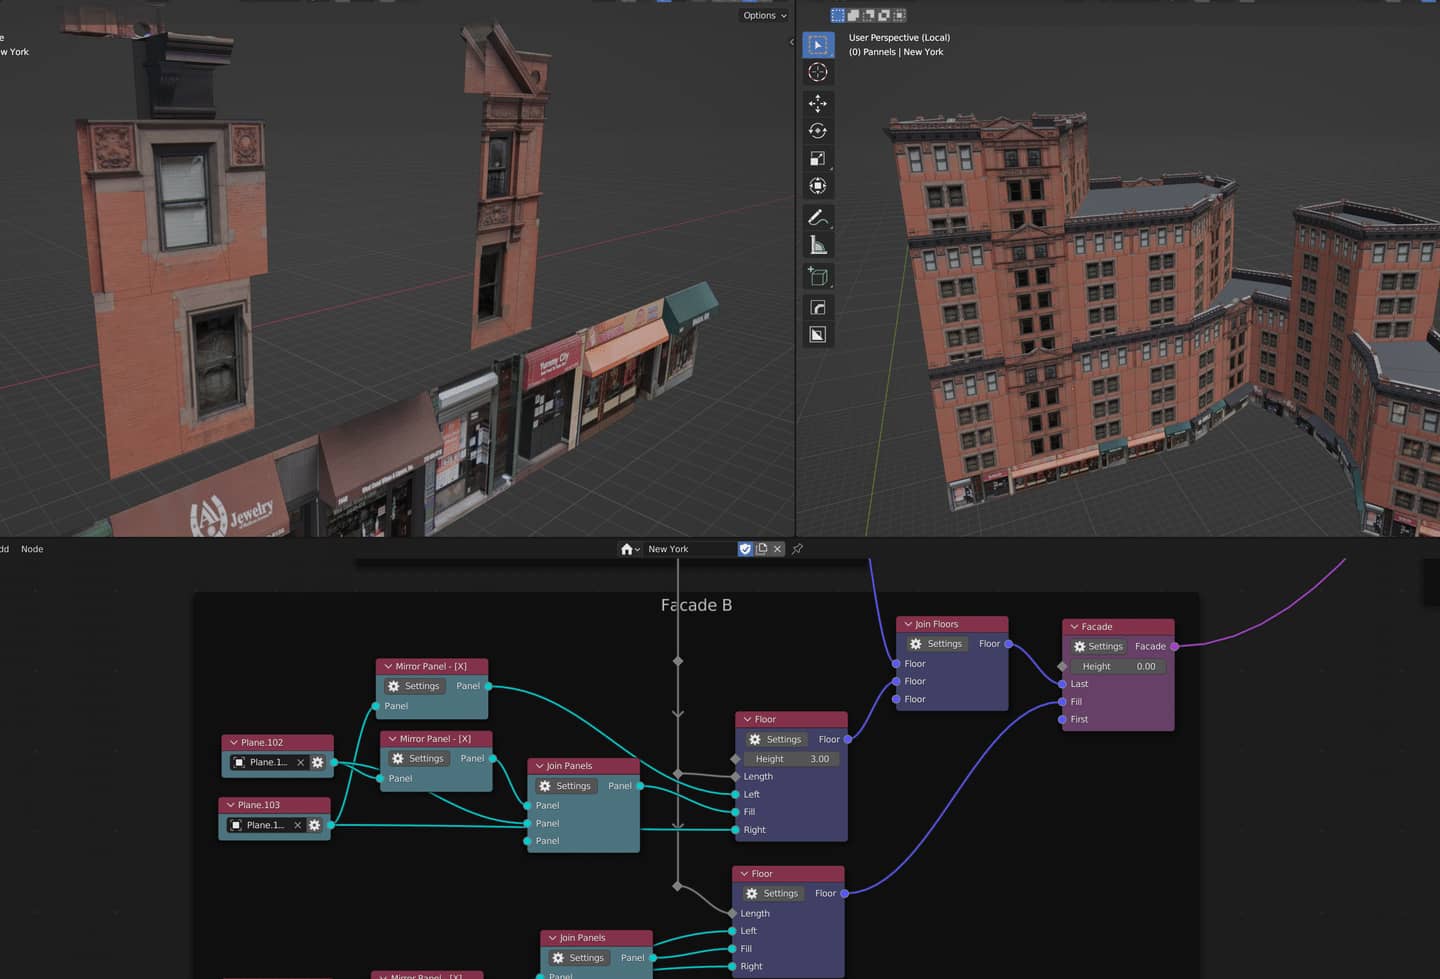 Options
e
w York
User Perspective (Local)
(0) Pannels | New York
Yummy City
Jewelry
dd
Node
New York
Facade B
Join Floors
Settings
Floor
Floor
Floor
Floor
Facade
Settings
Facade
Height
0.00
Last
Fill
First
Mirror Panel - [X]
Settings
Panel
Panel
Mirror Panel - [X]
Settings
Panel
Panel
Plane.102
Plane.1...
Plane.103
Plane.1...
Join Panels
Settings
Panel
Panel
Panel
Panel
Floor
Settings
Floor
Height
3.00
Length
Left
Fill
Right
Floor
Settings
Floor
Length
Left
Fill
Right
Join Panels
Settings
Panel
Panel
Mirror Panel - [X]